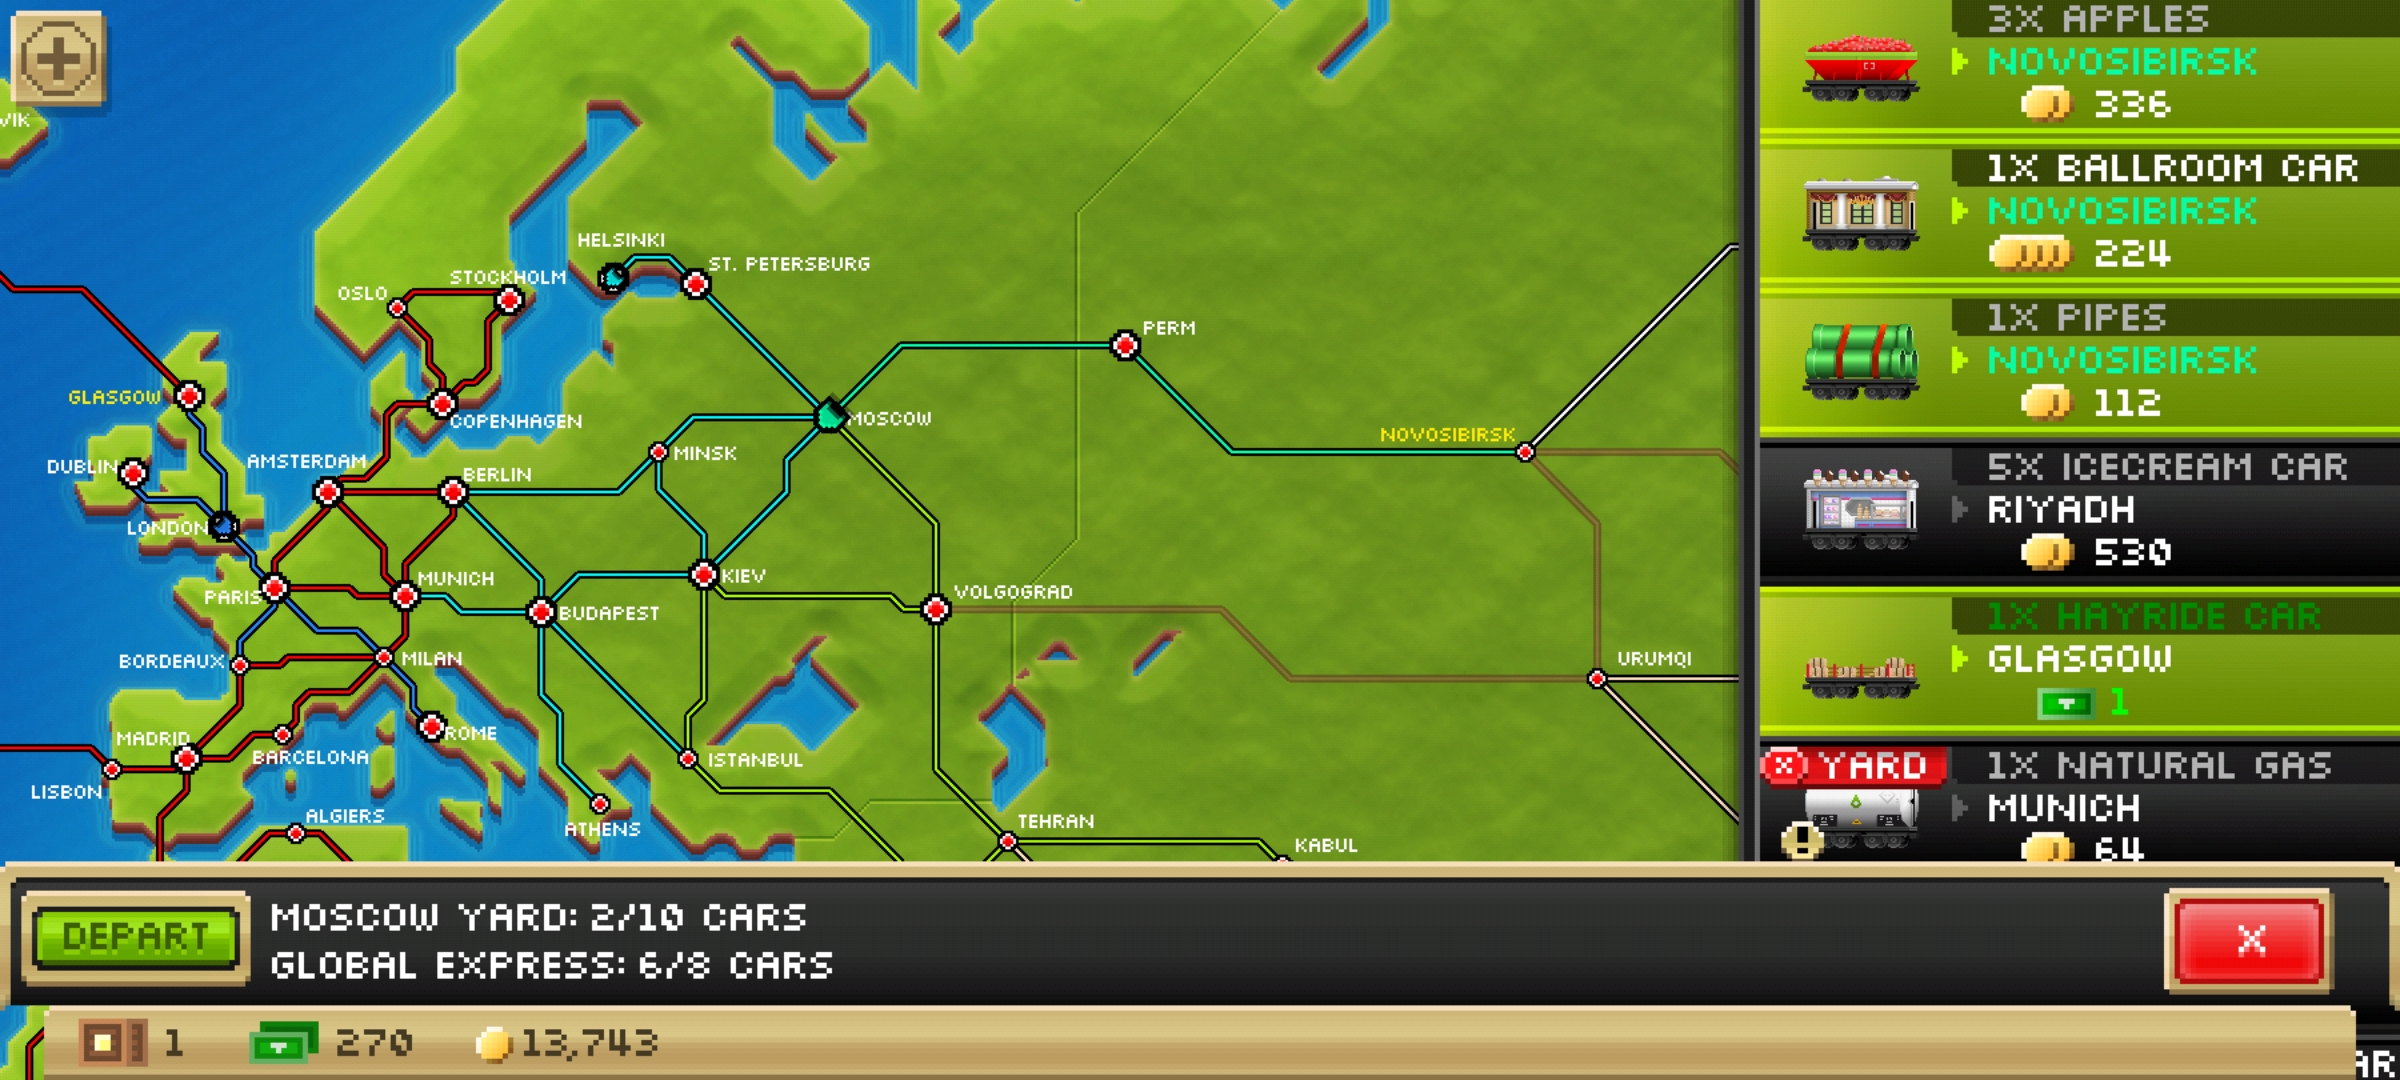 VIK
GLASGOW
DUBLIN
LONDON
OSLO
STOCKHOLM
HELSINKI
ST. PETERSBURG
COPENHAGEN
AMSTERDAM
BERLIN
MINSK
MOSCOW
PERM
NOVOSIBIRSK
PARIS
MUNICH
BUDAPEST
KIEV
VOLGOGRAD
BORDEAUX
MILAN
URUMQI
MADRID
BARCELONA
ROME
ISTANBUL
LISBON
ALGIERS
ATHENS
TEHRAN
KABUL
3X APPLES
NOVOSIBIRSK
336
1X BALLROOM CAR
NOVOSIBIRSK
224
1X PIPES
NOVOSIBIRSK
112
5X ICECREAM CAR
RIYADH
530
1X HAYRIDE CAR
GLASGOW
1
YARD
1X NATURAL GAS
MUNICH
64
DEPART
MOSCOW YARD: 2/10 CARS
GLOBAL EXPRESS: 6/8 CARS
X
1
270
13,743
AR